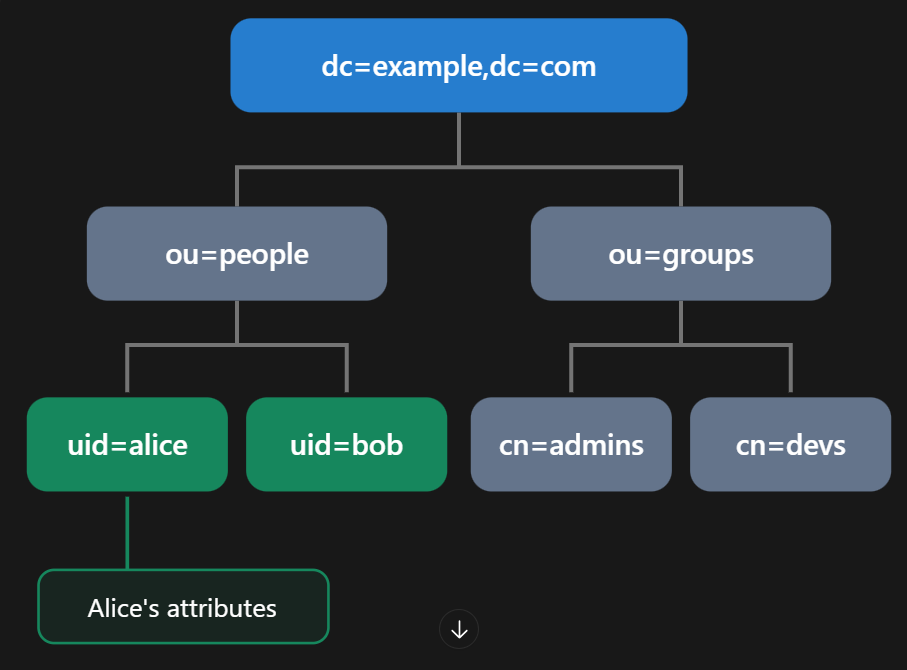 dc=example,dc=com
ou=people
ou=groups
uid=alice
uid=bob
cn=admins
cn=devs
Alice's attributes